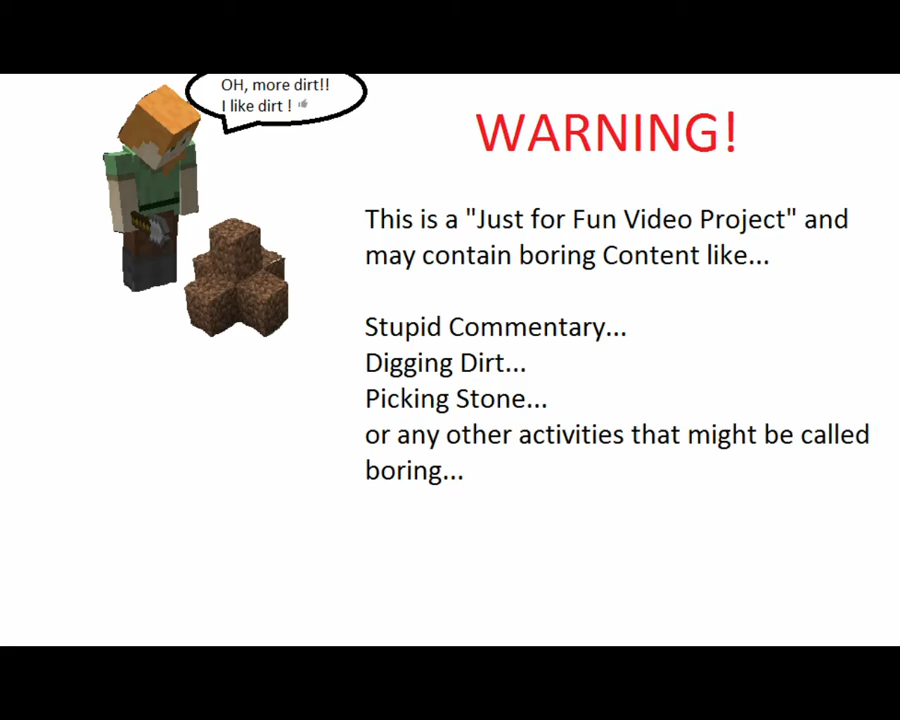 OH, more dirt!!
I like dirt !
WARNING!
This is a "Just for Fun Video Project" and
may contain boring Content like...
Stupid Commentary...
Digging Dirt...
Picking Stone...
or any other activities that might be called
boring...